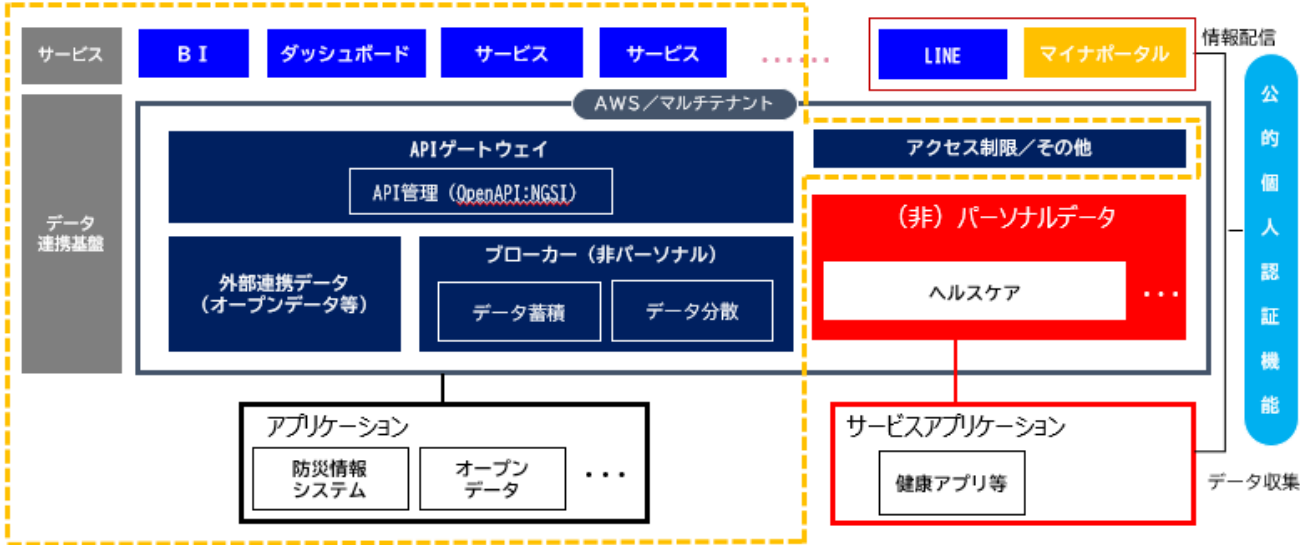 サービス
ＢＩ
ダッシュボード
サービス
サービス
・・・・・・
LINE
マイナポータル
情報配信
AWS／マルチテナント
データ
連携基盤
APIゲートウェイ
API管理（OpenAPI:NGSI）
アクセス制限／その他
外部連携データ
（オープンデータ等）
ブローカー（非パーソナル）
データ蓄積
データ分散
（非）パーソナルデータ
ヘルスケア
・・・
公的個人認証機能
アプリケーション
防災情報
システム
オープン
データ
・・・
サービスアプリケーション
健康アプリ等
データ収集